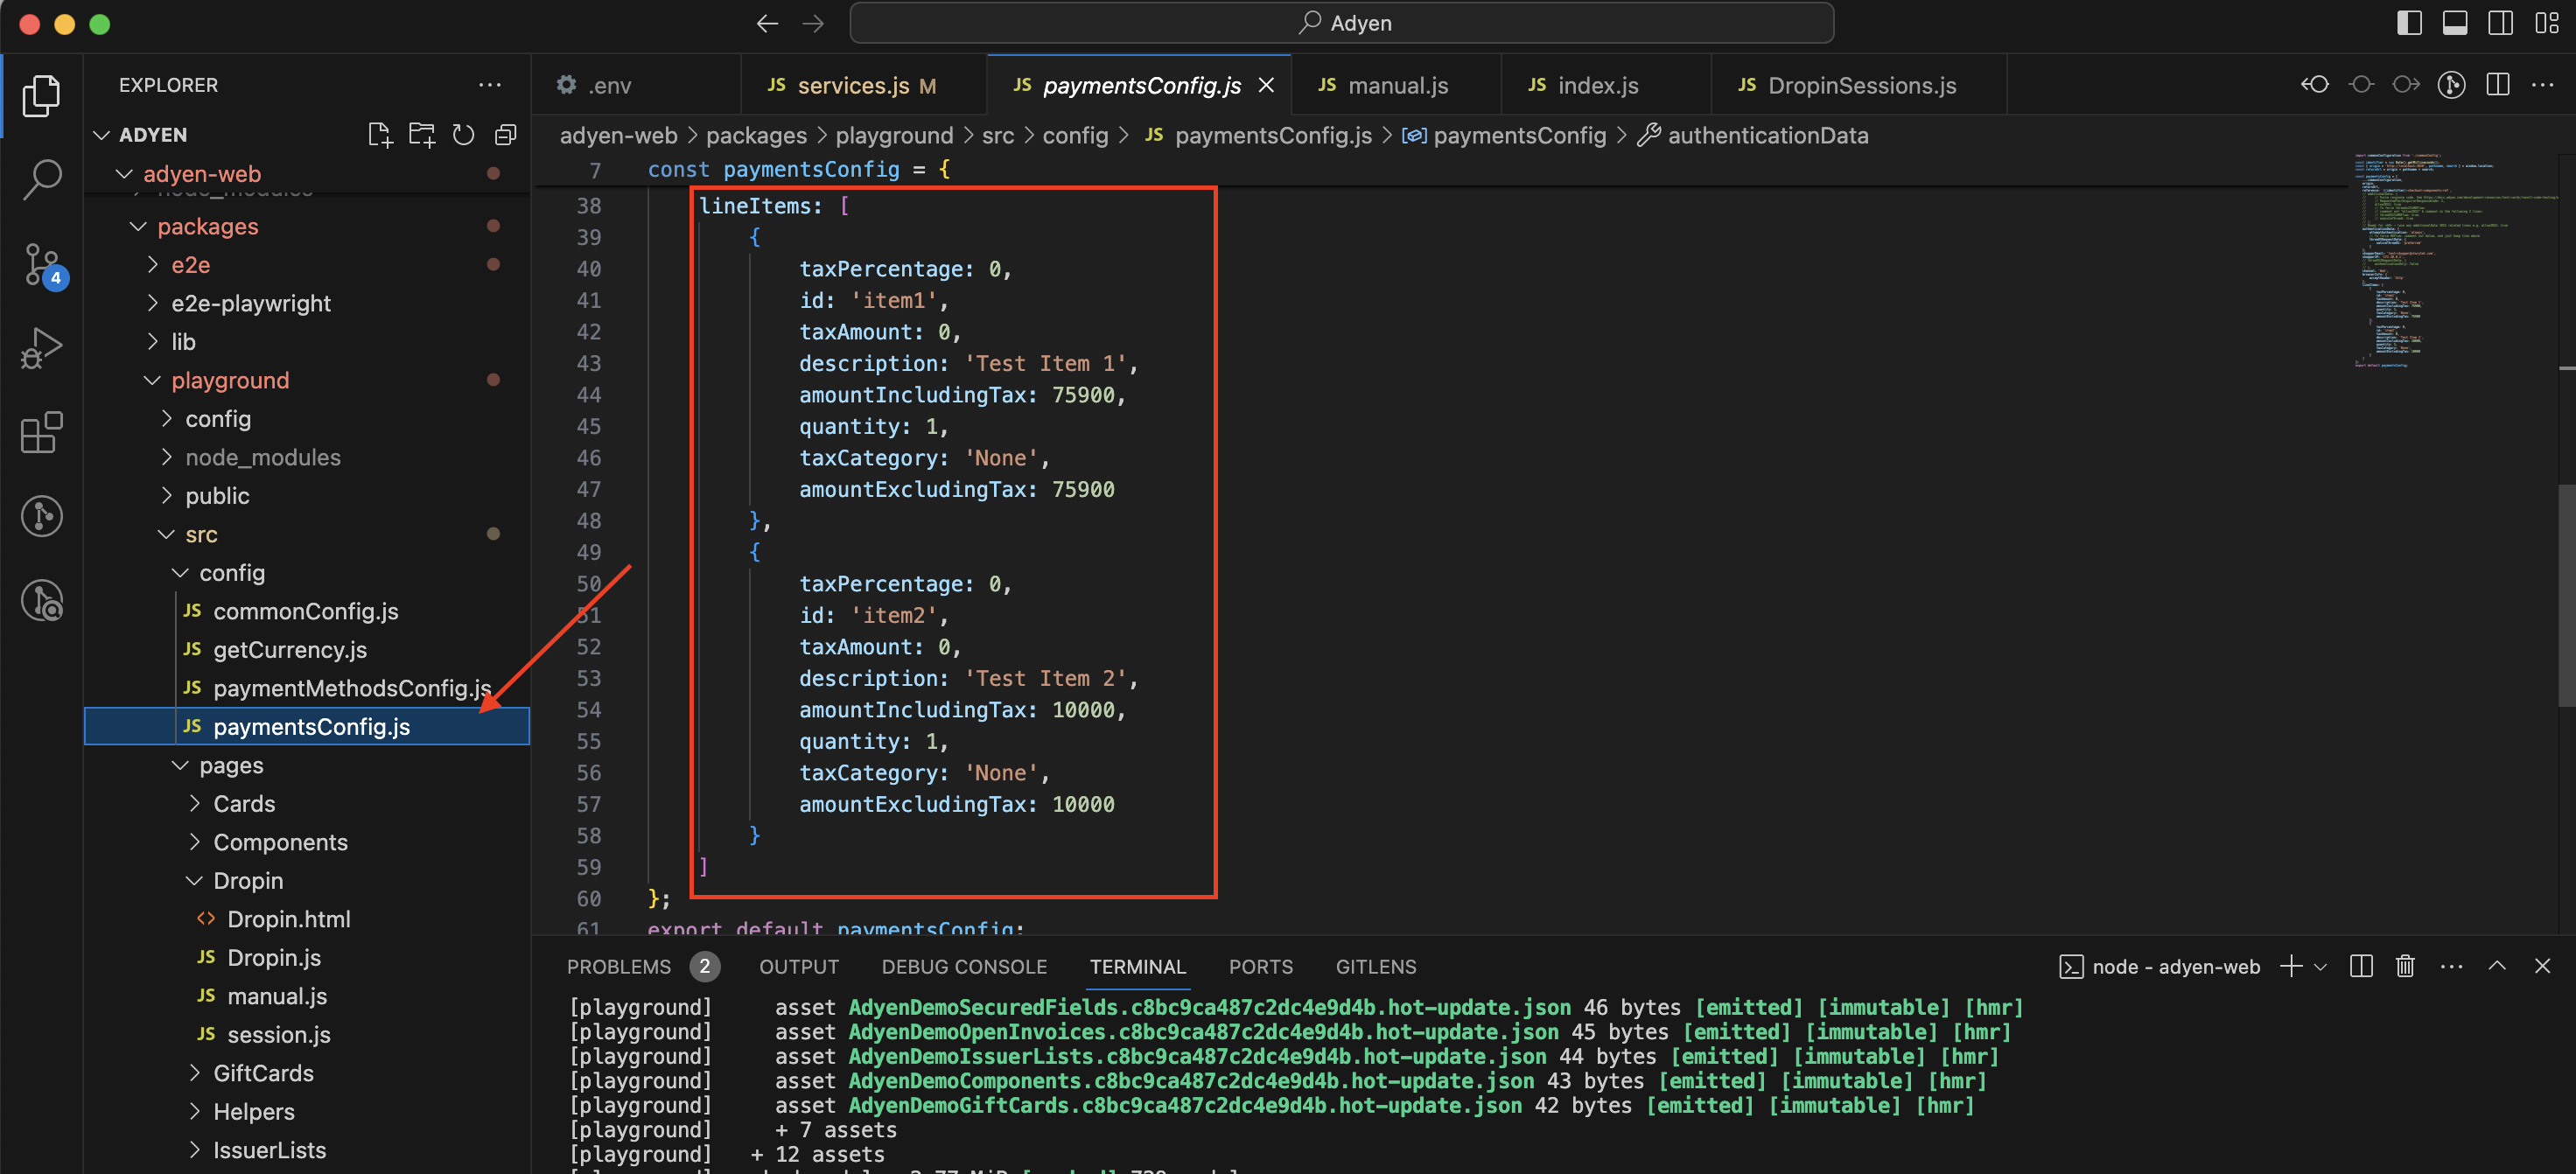 Adyen
EXPLORER
ADYEN
adyen-web
node_modules
packages
e2e
e2e-playwright
lib
playground
config
node_modules
public
src
config
JS commonConfig.js
JS getCurrency.js
JS paymentMethodsConfig.js
JS paymentsConfig.js
pages
Cards
Components
Dropin
<> Dropin.html
JS Dropin.js
JS manual.js
JS session.js
GiftCards
Helpers
IssuerLists
4
.env
JS services.js M
JS paymentsConfig.js
JS manual.js
JS index.js
JS DropinSessions.js
adyen-web > packages > playground > src > config > JS paymentsConfig.js > paymentsConfig > authenticationData
7 const paymentsConfig = {
38 lineItems: [
39 {
40 taxPercentage: 0,
41 id: 'item1',
42 taxAmount: 0,
43 description: 'Test Item 1',
44 amountIncludingTax: 75900,
45 quantity: 1,
46 taxCategory: 'None',
47 amountExcludingTax: 75900
48 },
49 {
50 taxPercentage: 0,
51 id: 'item2',
52 taxAmount: 0,
53 description: 'Test Item 2',
54 amountIncludingTax: 10000,
55 quantity: 1,
56 taxCategory: 'None',
57 amountExcludingTax: 10000
58 }
59 ]
60 };
61 export default paymentsConfig;
PROBLEMS 2 OUTPUT DEBUG CONSOLE TERMINAL PORTS GITLENS
node - adyen-web
[playground] asset AdyenDemoSecuredFields.c8bc9ca487c2dc4e9d4b.hot-update.json 46 bytes [emitted] [immutable] [hmr]
[playground] asset AdyenDemoOpenInvoices.c8bc9ca487c2dc4e9d4b.hot-update.json 45 bytes [emitted] [immutable] [hmr]
[playground] asset AdyenDemoIssuerLists.c8bc9ca487c2dc4e9d4b.hot-update.json 44 bytes [emitted] [immutable] [hmr]
[playground] asset AdyenDemoComponents.c8bc9ca487c2dc4e9d4b.hot-update.json 43 bytes [emitted] [immutable] [hmr]
[playground] asset AdyenDemoGiftCards.c8bc9ca487c2dc4e9d4b.hot-update.json 42 bytes [emitted] [immutable] [hmr]
[playground] + 7 assets
[playground] + 12 assets